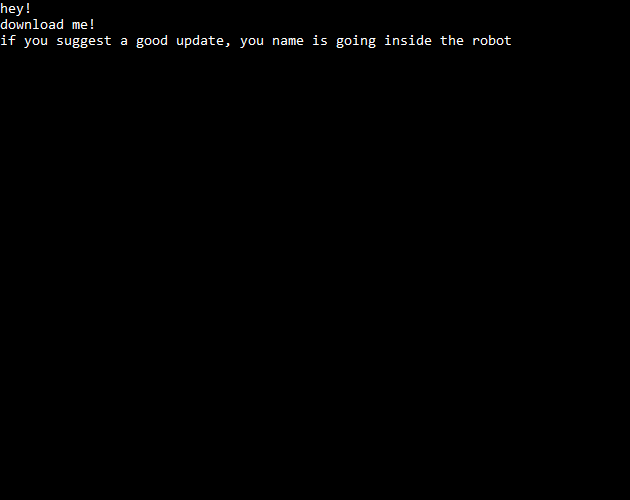 hey!
download me!
if you suggest a good update, you name is going inside the robot